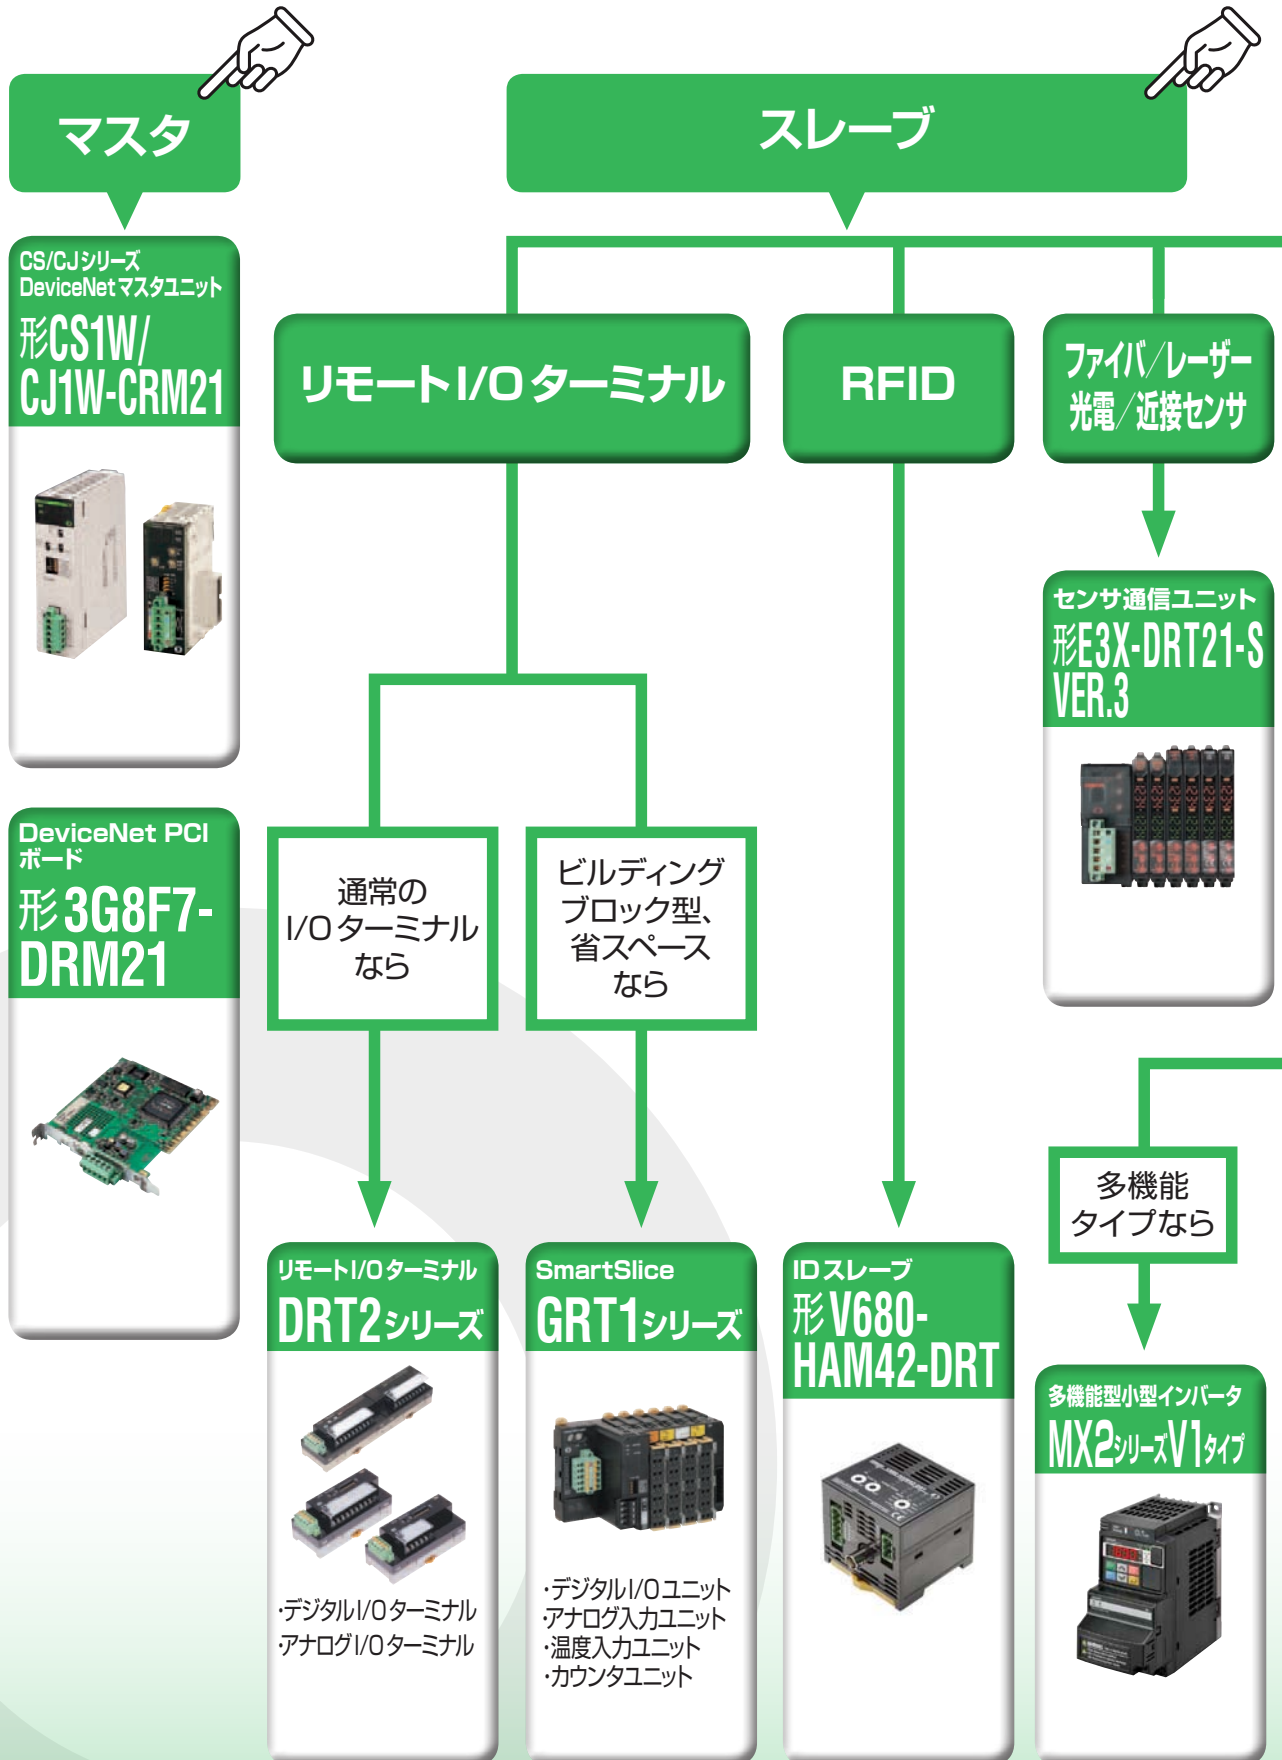 マスタ
スレーブ
CS/CJシリーズ
DeviceNetマスタユニット
形CS1W/
CJ1W-CRM21
DeviceNet PCI
ボード
形3G8F7-
DRM21
リモートI/Oターミナル
RFID
ファイバ/レーザー
光電/近接センサ
センサ通信ユニット
形E3X-DRT21-S
VER.3
通常の
I/Oターミナル
なら
ビルディング
ブロック型、
省スペース
なら
多機能
タイプなら
リモートI/Oターミナル
DRT2シリーズ
・デジタルI/Oターミナル
・アナログI/Oターミナル
SmartSlice
GRT1シリーズ
・デジタルI/Oユニット
・アナログ入力ユニット
・温度入力ユニット
・カウンタユニット
IDスレーブ
形V680-
HAM42-DRT
多機能型小型インバータ
MX2シリーズV1タイプ